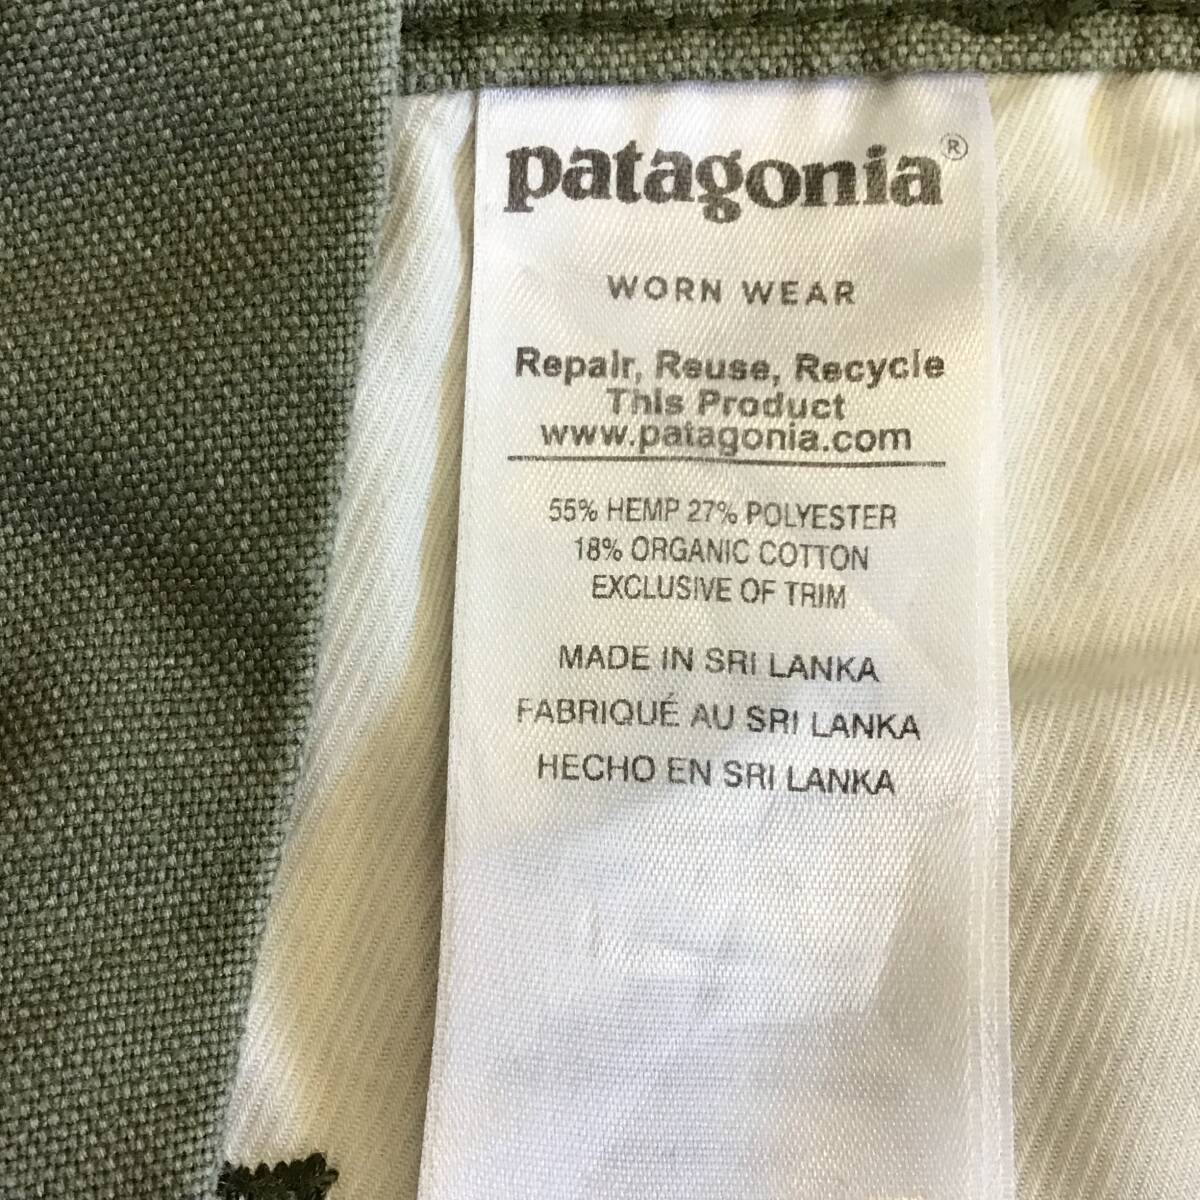 patagonia®
WORN WEAR
Repair, Reuse, Recycle
This Product
www.patagonia.com
55% HEMP 27% POLYESTER
18% ORGANIC COTTON
EXCLUSIVE OF TRIM
MADE IN SRI LANKA
FABRIQUÉ AU SRI LANKA
HECHO EN SRI LANKA